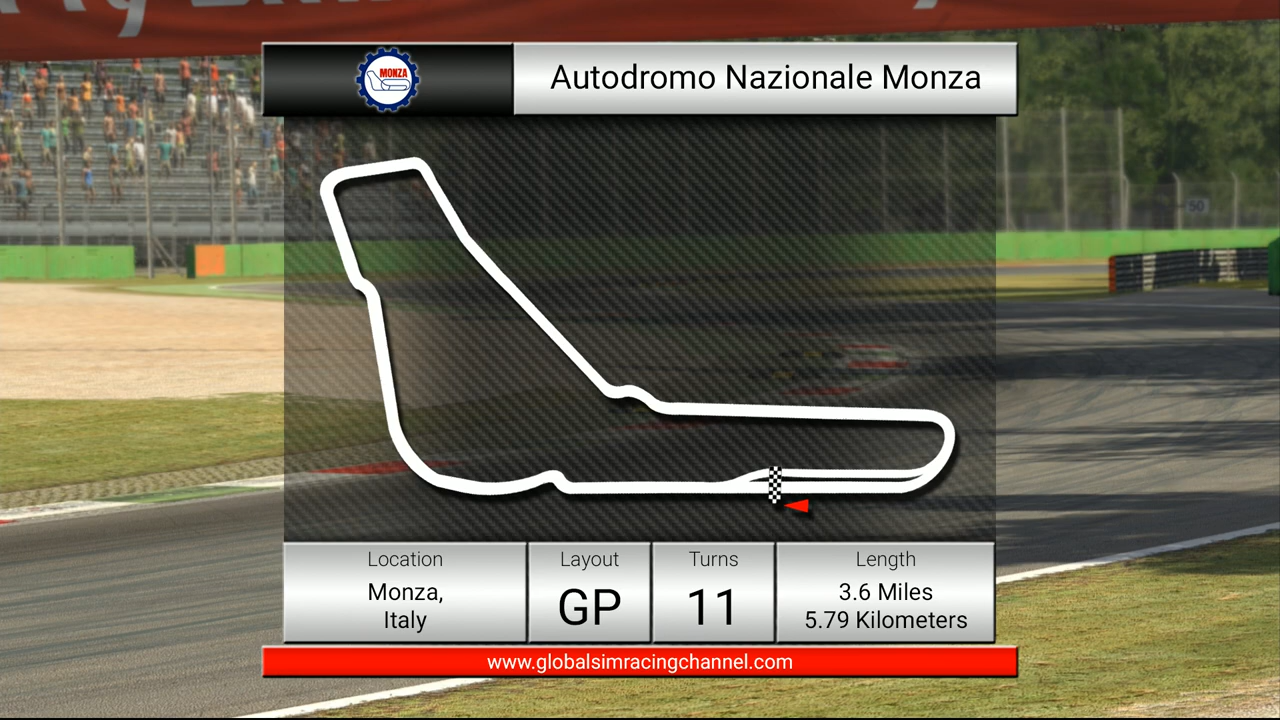 MONZA
Autodromo Nazionale Monza
50
Location
Monza,
Italy
Layout
GP
Turns
11
Length
3.6 Miles
5.79 Kilometers
www.globalsimracingchannel.com